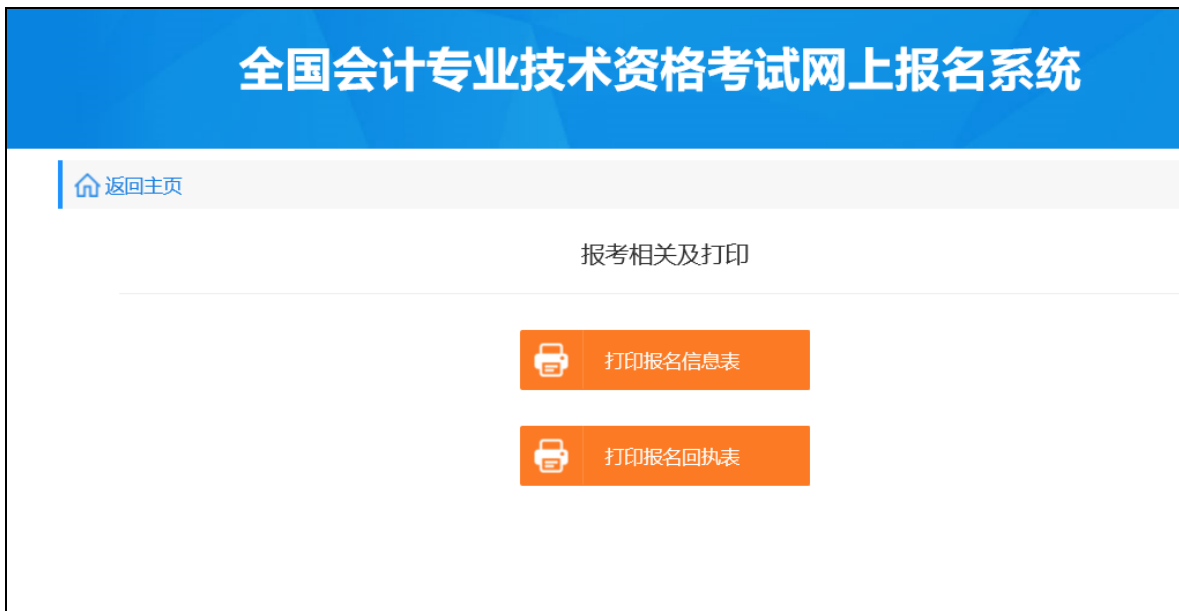 全国会计专业技术资格考试网上报名系统
返回主页
报考相关及打印
打印报名信息表
打印报名回执表